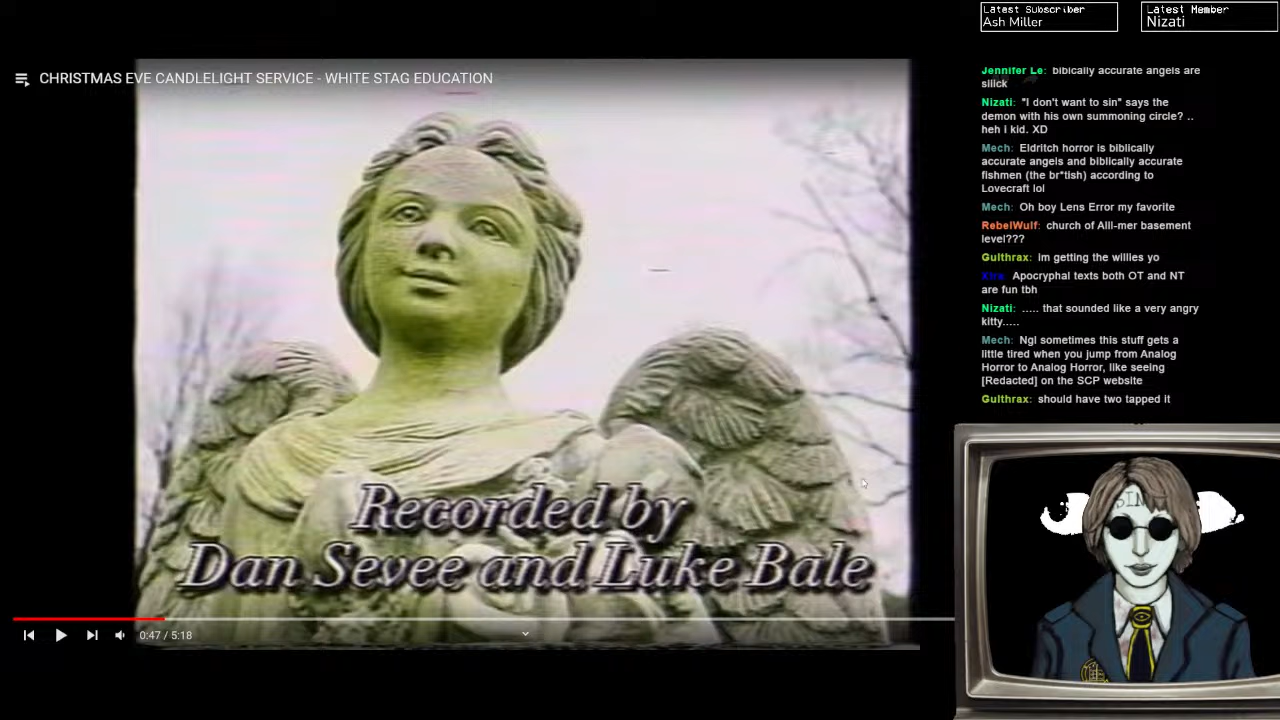 Latest Subscriber
Ash Miller
Latest Member
Nizati
CHRISTMAS EVE CANDLELIGHT SERVICE - WHITE STAG EDUCATION
Jennifer Le: bibically accurate angels are
silick
Nizati: "I don't want to sin" says the
demon with his own summoning circle? ..
heh i kid. XD
Mech: Eldritch horror is biblically
accurate angels and biblically accurate
fishmen (the br*tish) according to
Lovecraft lol
Mech: Oh boy Lens Error my favorite
RebelWulf: church of Alll-mer basement
level???
Gulthrax: im getting the willies yo
Apocryphal texts both OT and NT
are fun tbh
Nizati: ..... that sounded like a very angry
kitty.....
Mech: Ngl sometimes this stuff gets a
little tired when you jump from Analog
Horror to Analog Horror, like seeing
[Redacted] on the SCP website
Gulthrax: should have two tapped it
Recorded by
Dan Sevee and Luke Bale
0:47 / 5:18
SIN